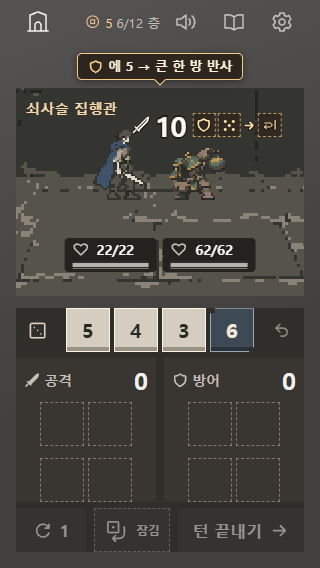 5 6/12 층
에 5 → 큰 한 방 반사
쇠사슬 집행관
10
22/22
62/62
5 4 3 6
공격 0
방어 0
1
잠김
턴 끝내기 →